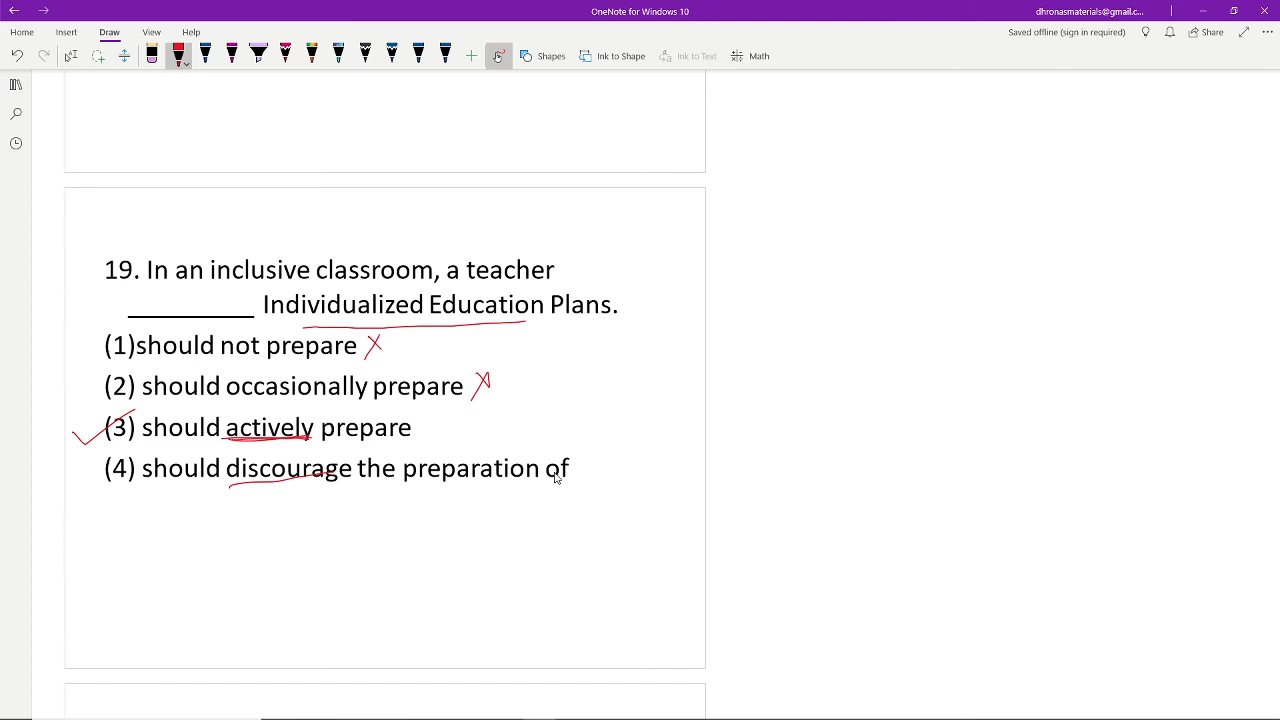 OneNote for Windows 10
dhronasmaterials@gmail.c...
Home Insert Draw View Help
Saved offline (sign in required)
Share
Shapes
Ink to Shape
Ink to Text
Math
19. In an inclusive classroom, a teacher
__________ Individualized Education Plans.
(1)should not prepare
(2) should occasionally prepare
(3) should actively prepare
(4) should discourage the preparation of